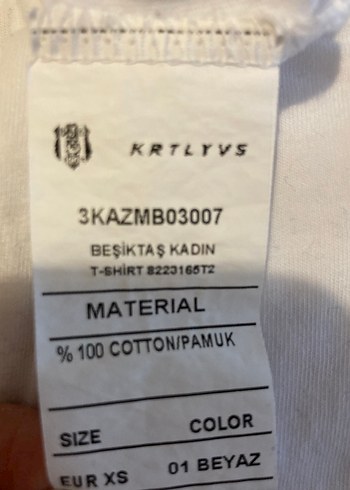 KRTLYVS
3KAZMB03007
BEŞİKTAŞ KADIN
T-SHIRT 8223165T2
MATERIAL
% 100 COTTON/PAMUK
SIZE COLOR
EUR XS 01 BEYAZ